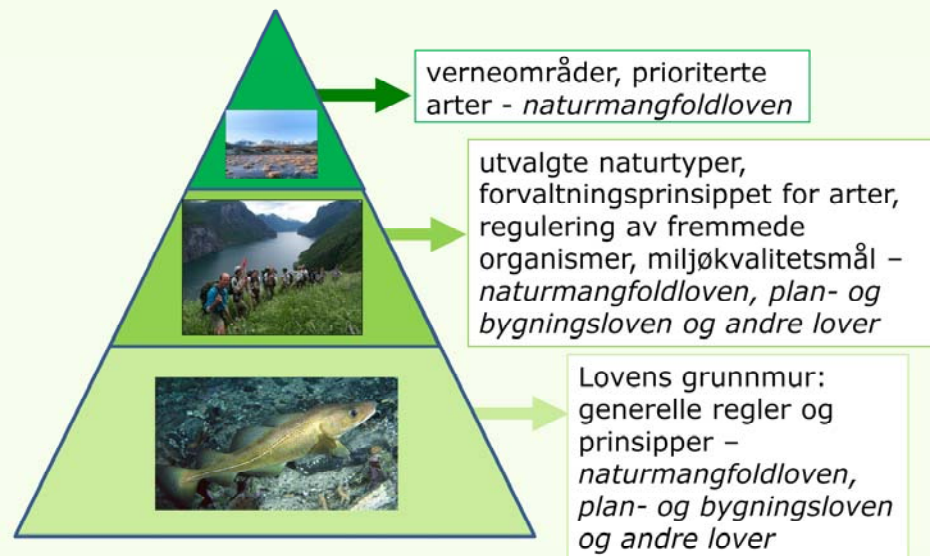 verneområder, prioriterte
arter - naturmangfoldloven
utvalgte naturtyper,
forvaltningsprinsippet for arter,
regulering av fremmede
organismer, miljøkvalitetsmål –
naturmangfoldloven, plan- og
bygningsloven og andre lover
Lovens grunnmur:
generelle regler og
prinsipper –
naturmangfoldloven,
plan- og bygningsloven
og andre lover